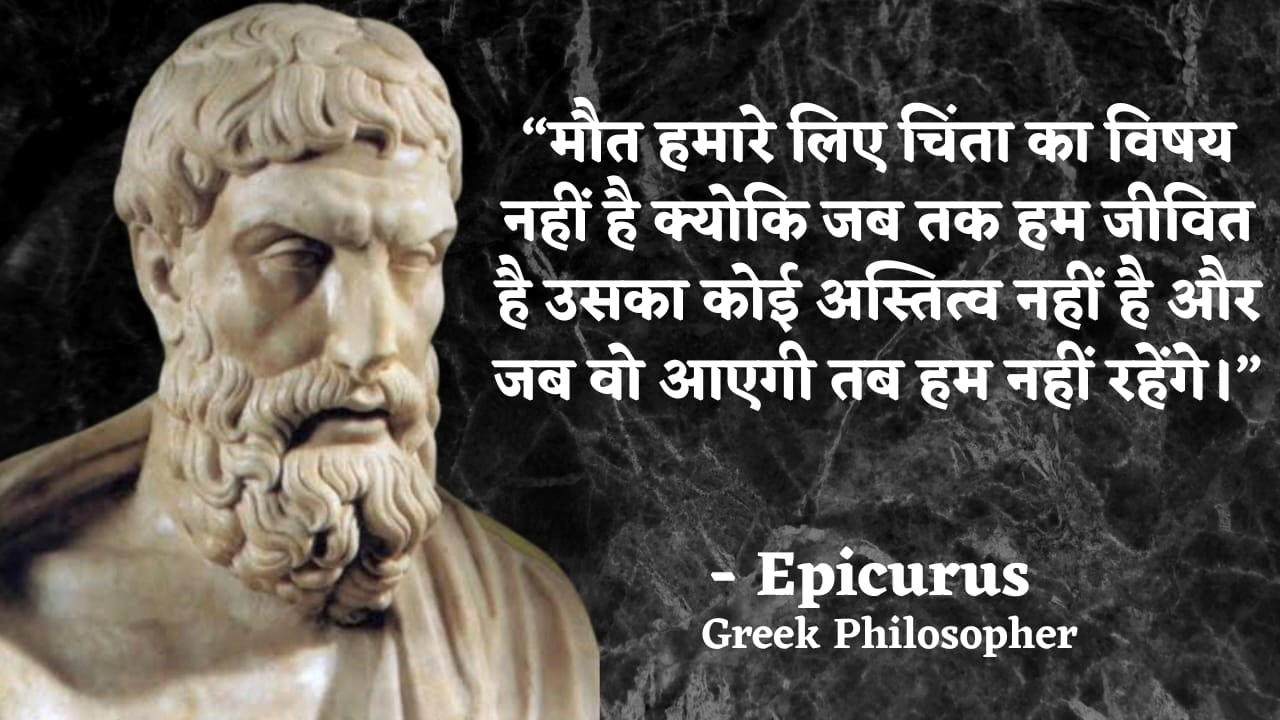 “मौत हमारे लिए चिंता का विषय
नहीं है क्योकि जब तक हम जीवित
है उसका कोई अस्तित्व नहीं है और
जब वो आएगी तब हम नहीं रहेंगे।”
- Epicurus
Greek Philosopher